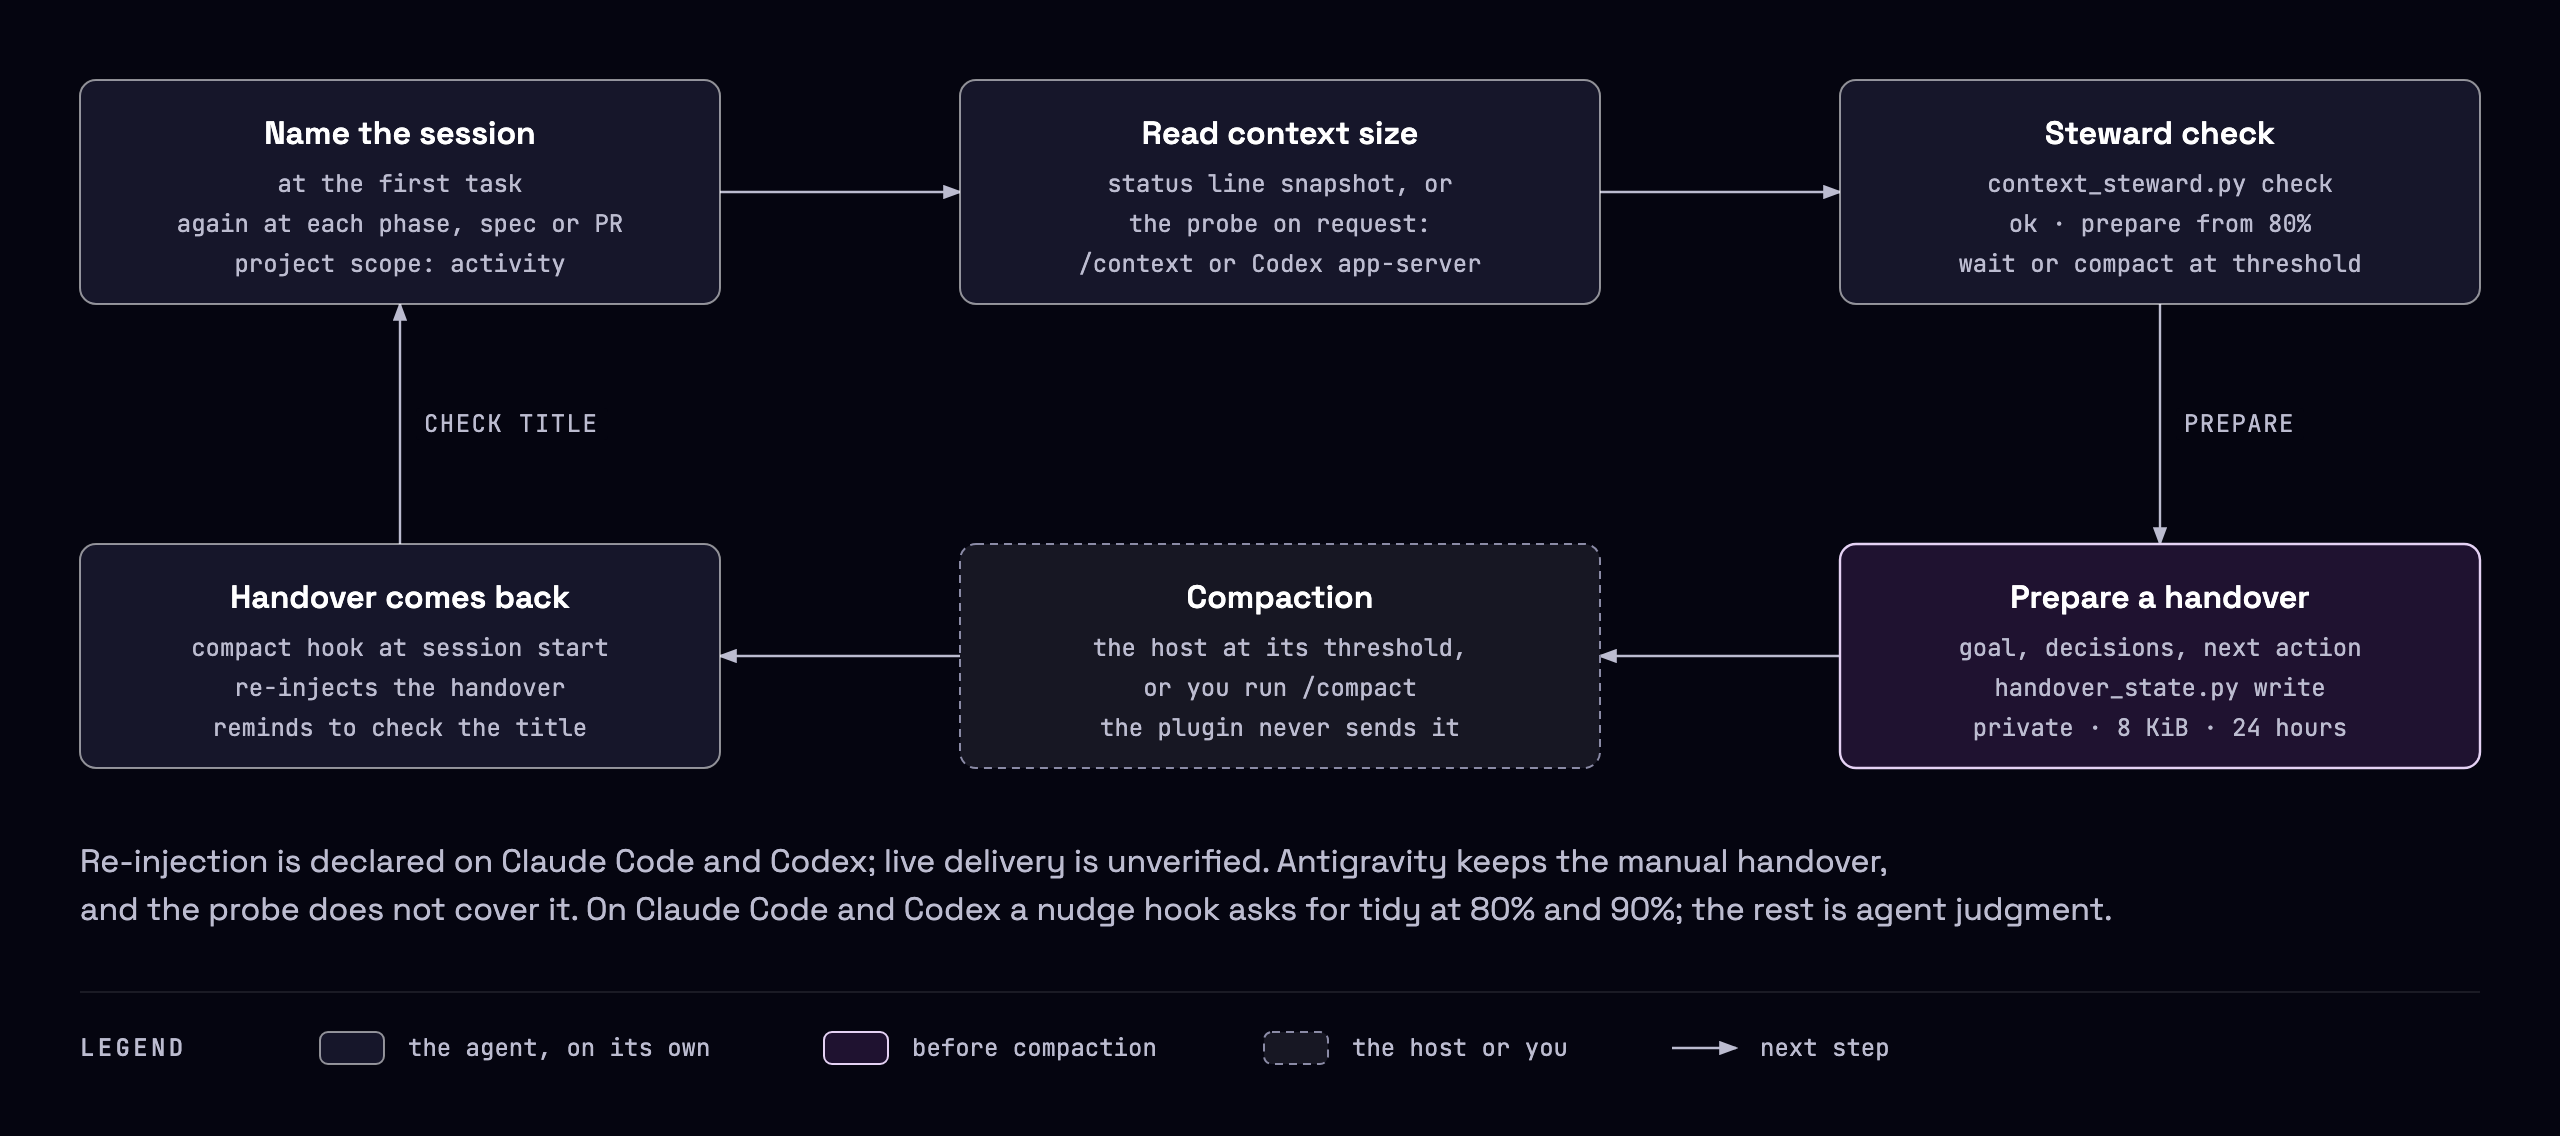 Name the session
at the first task
again at each phase, spec or PR
project scope: activity
Read context size
status line snapshot, or
the probe on request:
/context or Codex app-server
Steward check
context_steward.py check
ok · prepare from 80%
wait or compact at threshold
CHECK TITLE
PREPARE
Handover comes back
compact hook at session start
re-injects the handover
reminds to check the title
Compaction
the host at its threshold,
or you run /compact
the plugin never sends it
Prepare a handover
goal, decisions, next action
handover_state.py write
private · 8 KiB · 24 hours
Re-injection is declared on Claude Code and Codex; live delivery is unverified. Antigravity keeps the manual handover,
and the probe does not cover it. On Claude Code and Codex a nudge hook asks for tidy at 80% and 90%; the rest is agent judgment.
LEGEND
the agent, on its own
before compaction
the host or you
next step